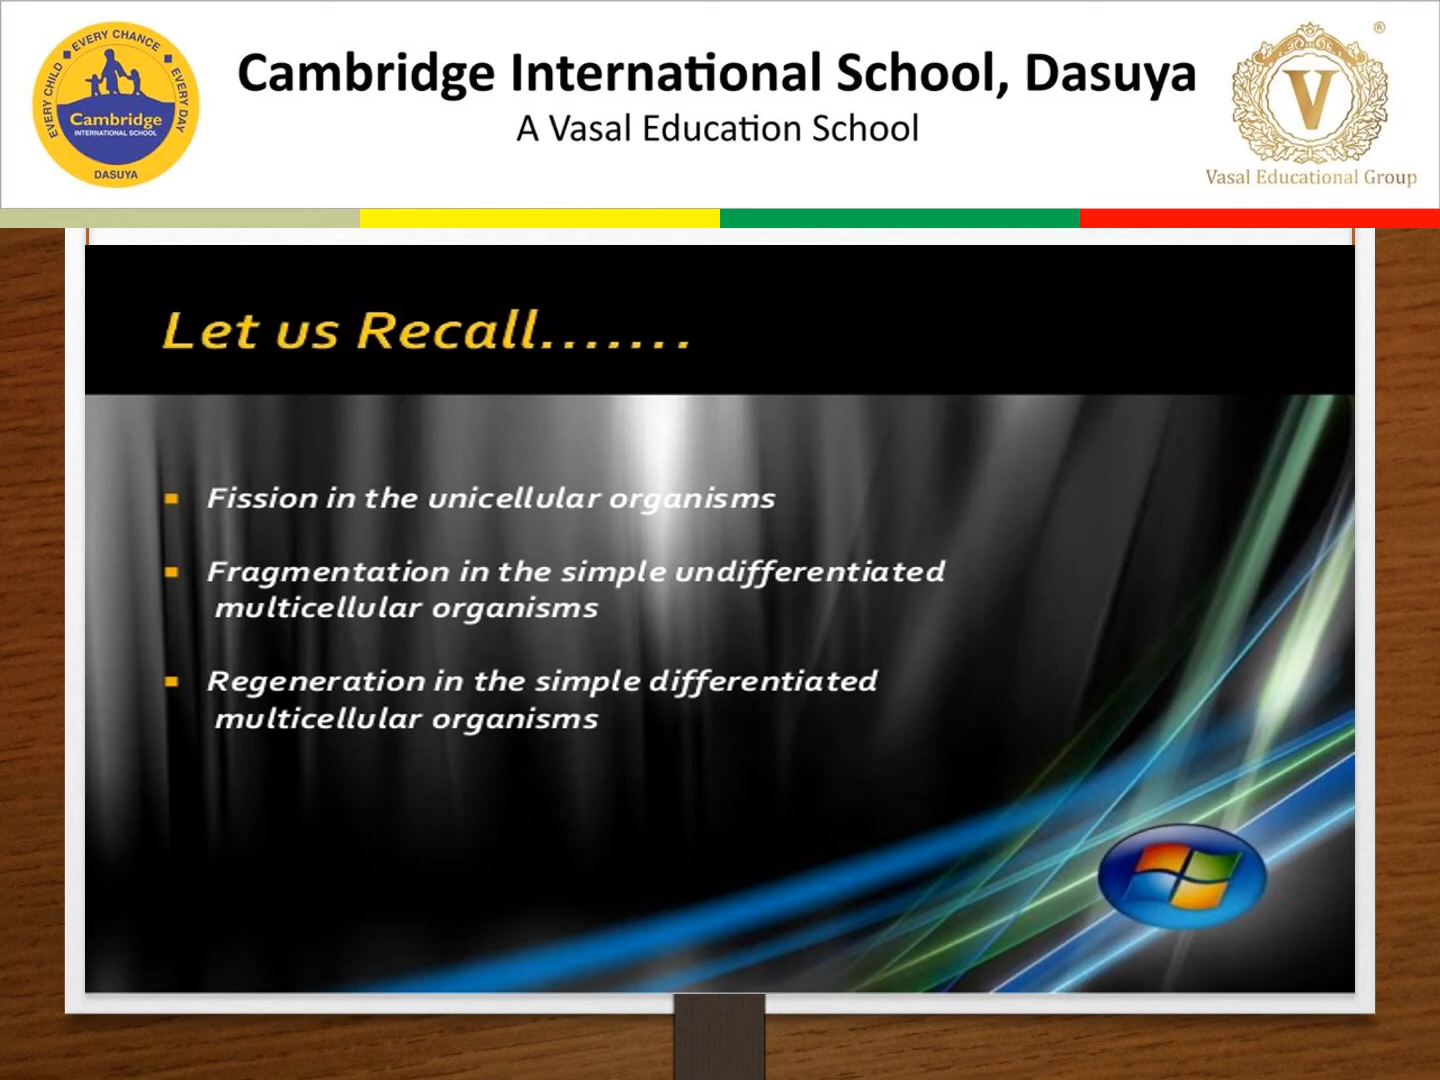 EVERY CHILD ◆ EVERY CHANCE ◆ EVERY DAY
Cambridge
INTERNATIONAL SCHOOL
DASUYA
Cambridge International School, Dasuya
A Vasal Education School
®
V
Vasal Educational Group
Let us Recall.......
▪ Fission in the unicellular organisms
▪ Fragmentation in the simple undifferentiated
multicellular organisms
▪ Regeneration in the simple differentiated
multicellular organisms